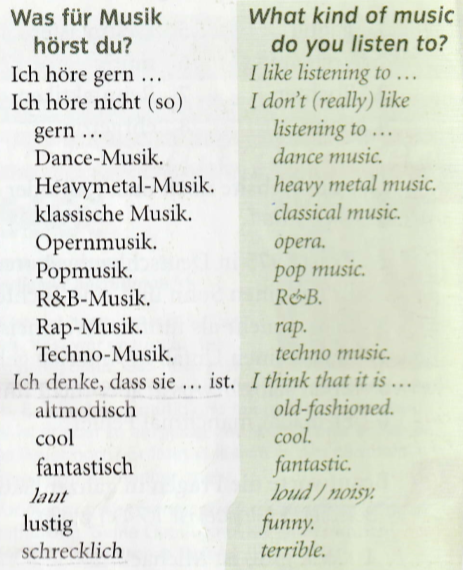 Was für Musik
hörst du?
Ich höre gern ...
Ich höre nicht (so)
gern ...
Dance-Musik.
Heavymetal-Musik.
klassische Musik.
Opernmusik.
Popmusik.
R&B-Musik.
Rap-Musik.
Techno-Musik.
Ich denke, dass sie ... ist.
altmodisch
cool
fantastisch
laut
lustig
schrecklich
What kind of music
do you listen to?
I like listening to ...
I don't (really) like
listening to ...
dance music.
heavy metal music.
classical music.
opera.
pop music.
R&B.
rap.
techno music.
I think that it is ...
old-fashioned.
cool.
fantastic.
loud / noisy.
funny.
terrible.